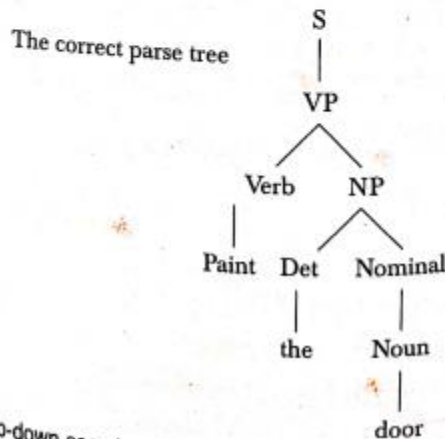 S
The correct parse tree
VP
Verb NP
Paint Det Nominal
the Noun
door